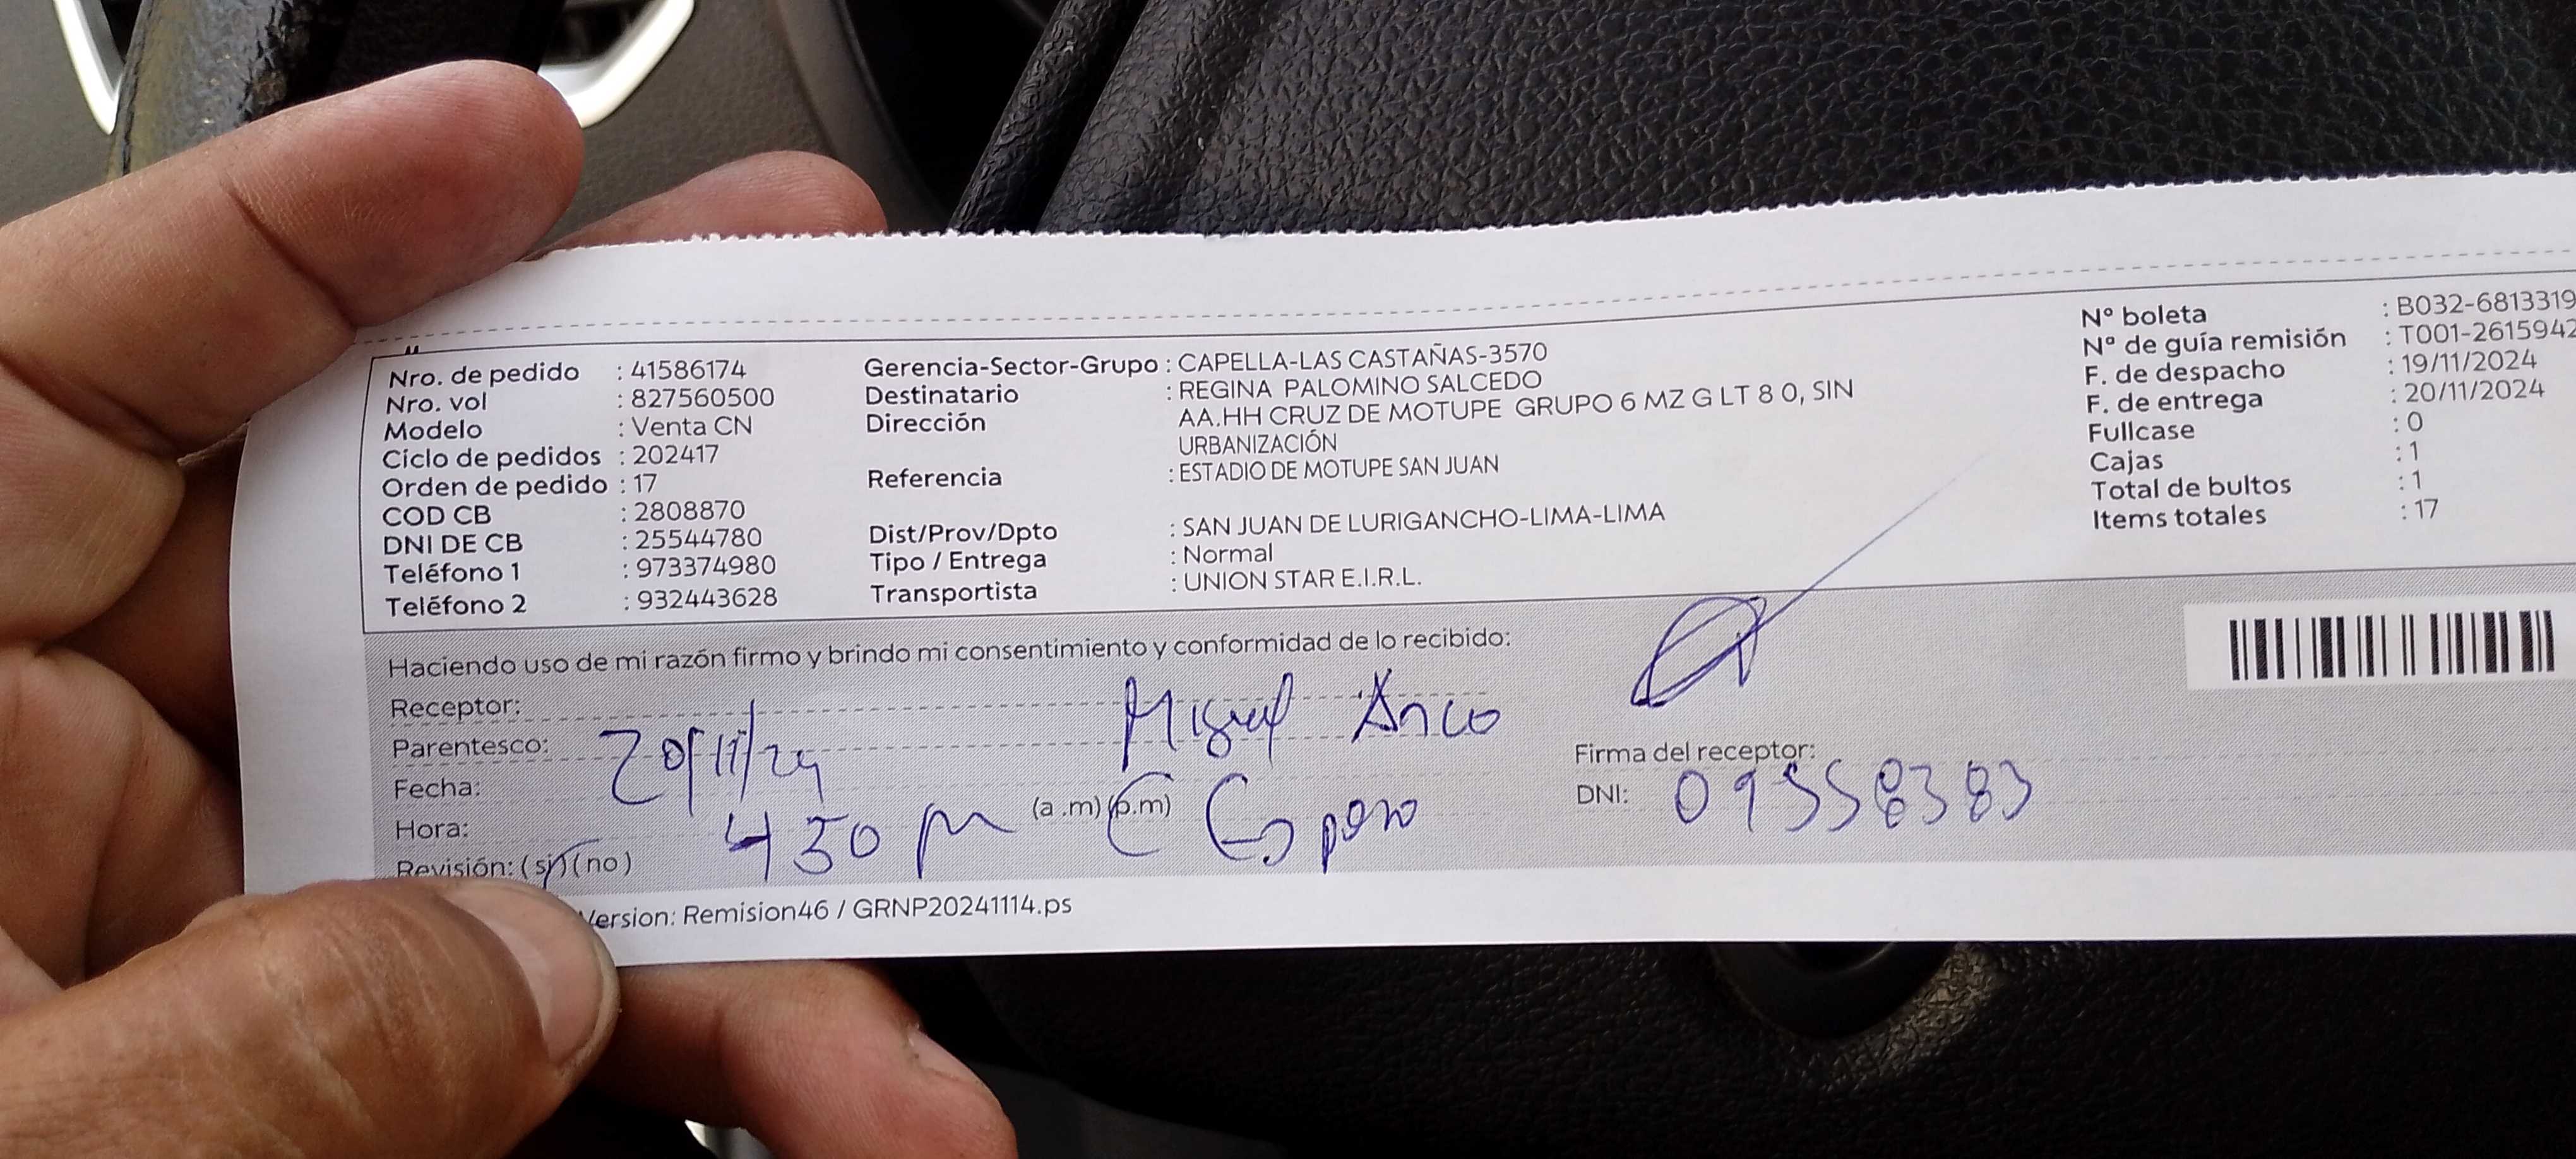 Nro. de pedido : 41586174
Nro. vol : 827560500
Modelo : Venta CN
Ciclo de pedidos : 202417
Orden de pedido : 17
COD CB : 2808870
DNI DE CB : 25544780
Teléfono 1 : 973374980
Teléfono 2 : 932443628
Gerencia-Sector-Grupo : CAPELLA-LAS CASTAÑAS-3570
Destinatario : REGINA PALOMINO SALCEDO
Dirección AA.HH CRUZ DE MOTUPE GRUPO 6 MZ G LT 8 0, SIN
URBANIZACIÓN
Referencia : ESTADIO DE MOTUPE SAN JUAN
Dist/Prov/Dpto : SAN JUAN DE LURIGANCHO-LIMA-LIMA
Tipo / Entrega : Normal
Transportista : UNION STAR E.I.R.L.
Nº boleta : B032-6813319
Nº de guía remisión : T001-2615942
F. de despacho : 19/11/2024
F. de entrega : 20/11/2024
Fullcase : 0
Cajas : 1
Total de bultos : 1
Items totales : 17
Haciendo uso de mi razón firmo y brindo mi consentimiento y conformidad de lo recibido:
Receptor: Miguel Anco
Parentesco:
Fecha: 20/11/24
Hora: 430 pm (a.m) (p.m) Esposo
Revisión: (si) (no)
Firma del receptor:
DNI: 09558383
Version: Remision46 / GRNP20241114.ps